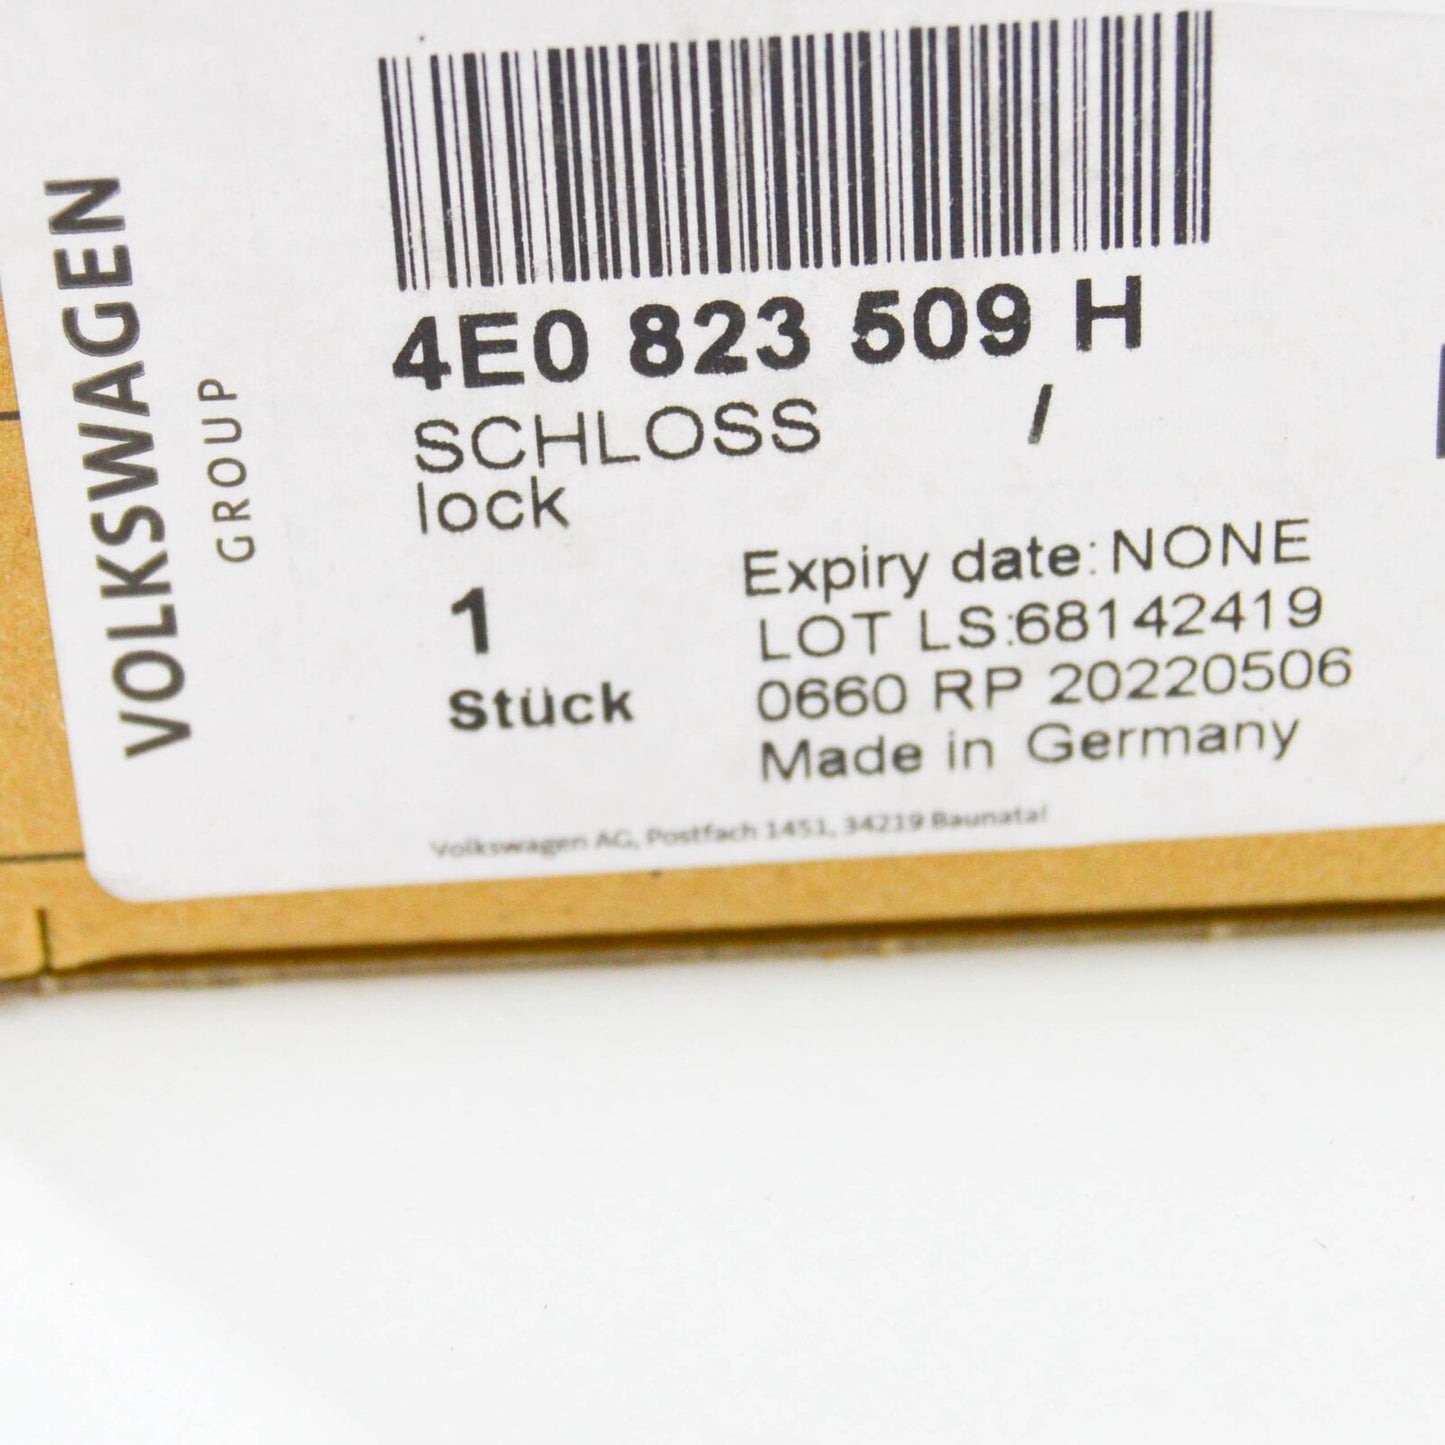 VOLKSWAGEN
GROUP
4E0 823 509 H
SCHLOSS /
lock
1
Stück
Expiry date:NONE
LOT LS:68142419
0660 RP 20220506
Made in Germany
Volkswagen AG, Postfach 1451, 34219 Baunatal